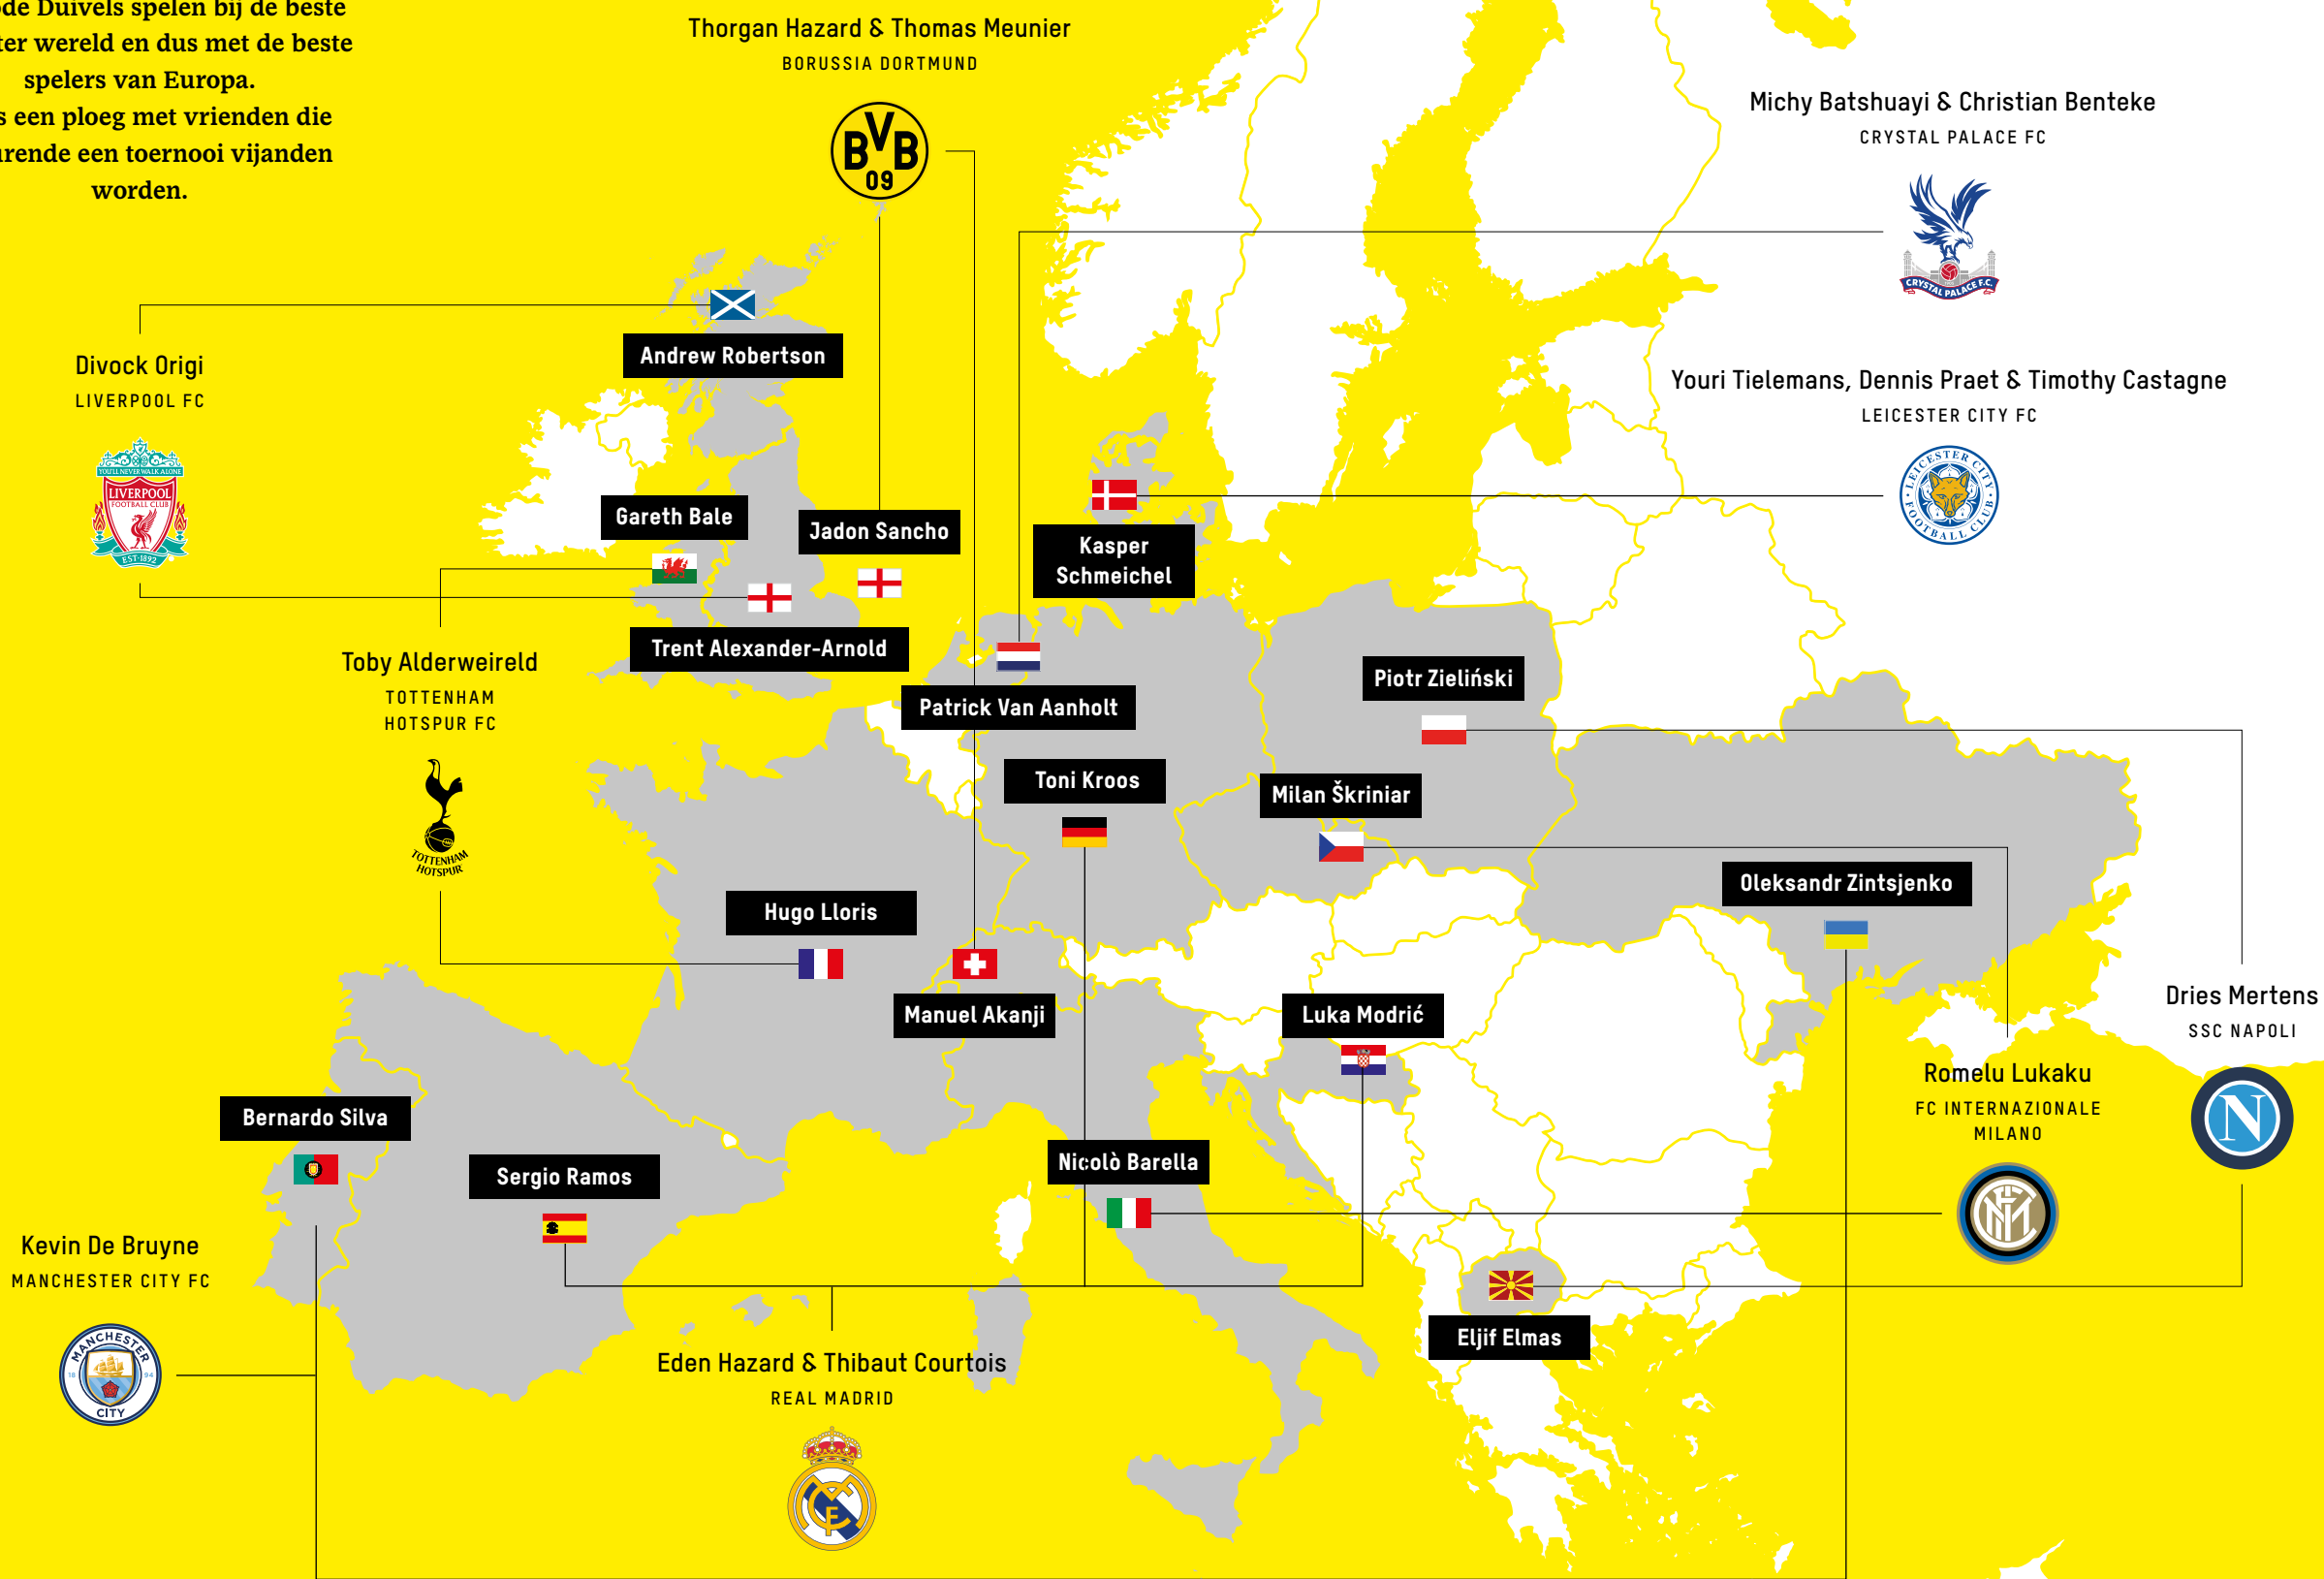 de Duivels spelen bij de beste
ter wereld en dus met de beste
spelers van Europa.
s een ploeg met vrienden die
rende een toernooi vijanden
worden.
Thorgan Hazard & Thomas Meunier
BORUSSIA DORTMUND
BVB
09
Michy Batshuayi & Christian Benteke
CRYSTAL PALACE FC
CRYSTAL PALACE F.C.
Andrew Robertson
Divock Origi
LIVERPOOL FC
YOU'LL NEVER WALK ALONE
LIVERPOOL
FOOTBALL CLUB
EST·1892
Youri Tielemans, Dennis Praet & Timothy Castagne
LEICESTER CITY FC
LEICESTER CITY
FOOTBALL CLUB
Gareth Bale
Jadon Sancho
Kasper
Schmeichel
Trent Alexander-Arnold
Toby Alderweireld
TOTTENHAM
HOTSPUR FC
TOTTENHAM
HOTSPUR
Patrick Van Aanholt
Piotr Zieliński
Toni Kroos
Milan Škriniar
Oleksandr Zintsjenko
Hugo Lloris
Manuel Akanji
Luka Modrić
Dries Mertens
SSC NAPOLI
N
Romelu Lukaku
FC INTERNAZIONALE
MILANO
Bernardo Silva
Sergio Ramos
Nicolò Barella
Kevin De Bruyne
MANCHESTER CITY FC
MANCHESTER
18 94
CITY
Eljif Elmas
Eden Hazard & Thibaut Courtois
REAL MADRID